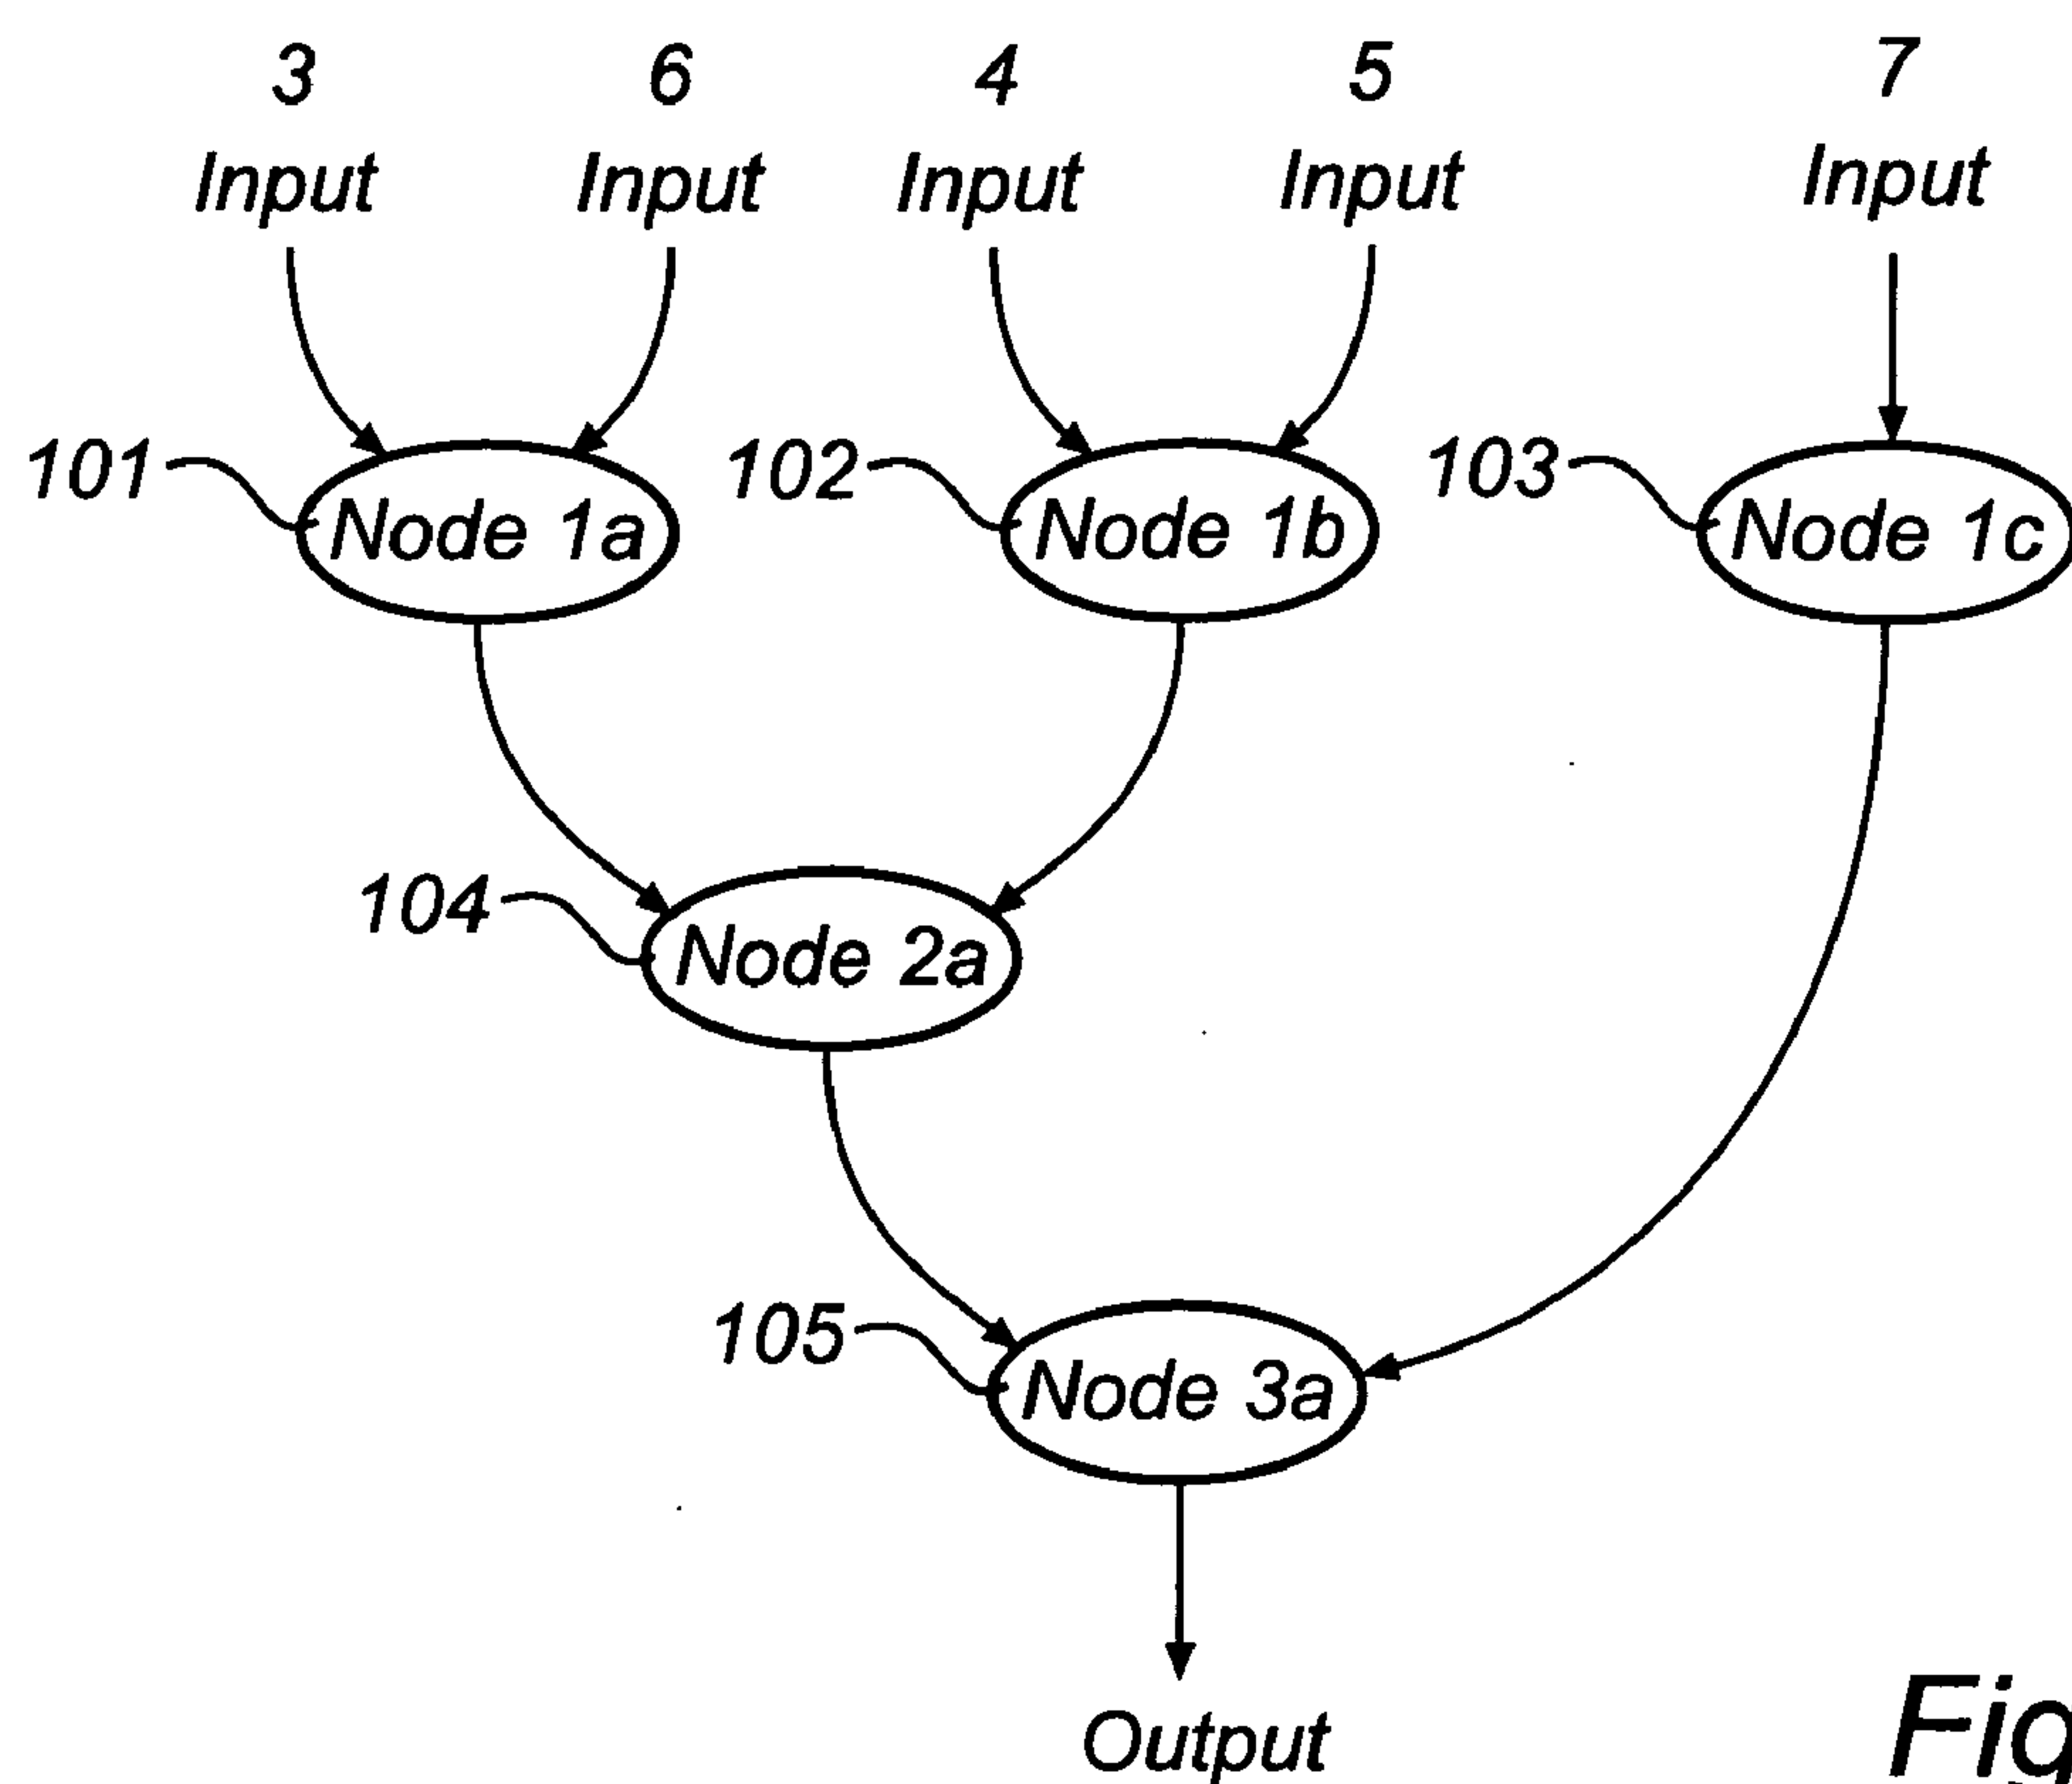 3 6 4 5 7
Input Input Input Input Input
101 Node 1a 102 Node 1b 103 Node 1c
104 Node 2a
105 Node 3a
Output
Fig